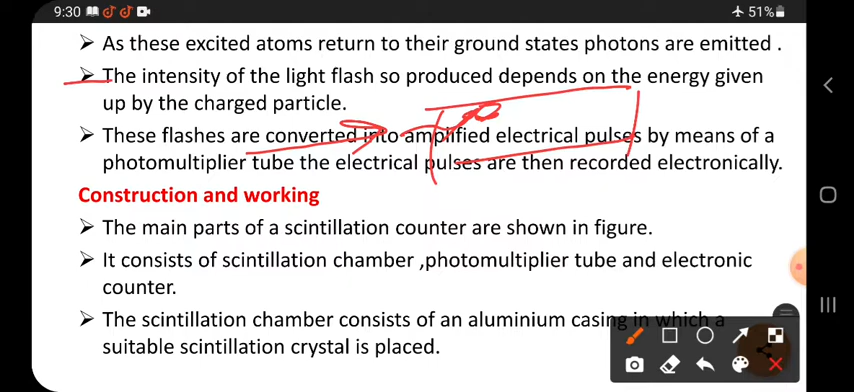 9:30
51%
➢ As these excited atoms return to their ground states photons are emitted .
➢ The intensity of the light flash so produced depends on the energy given
up by the charged particle.
➢ These flashes are converted into amplified electrical pulses by means of a
photomultiplier tube the electrical pulses are then recorded electronically.
Construction and working
➢ The main parts of a scintillation counter are shown in figure.
➢ It consists of scintillation chamber ,photomultiplier tube and electronic
counter.
➢ The scintillation chamber consists of an aluminium casing in which a
suitable scintillation crystal is placed.